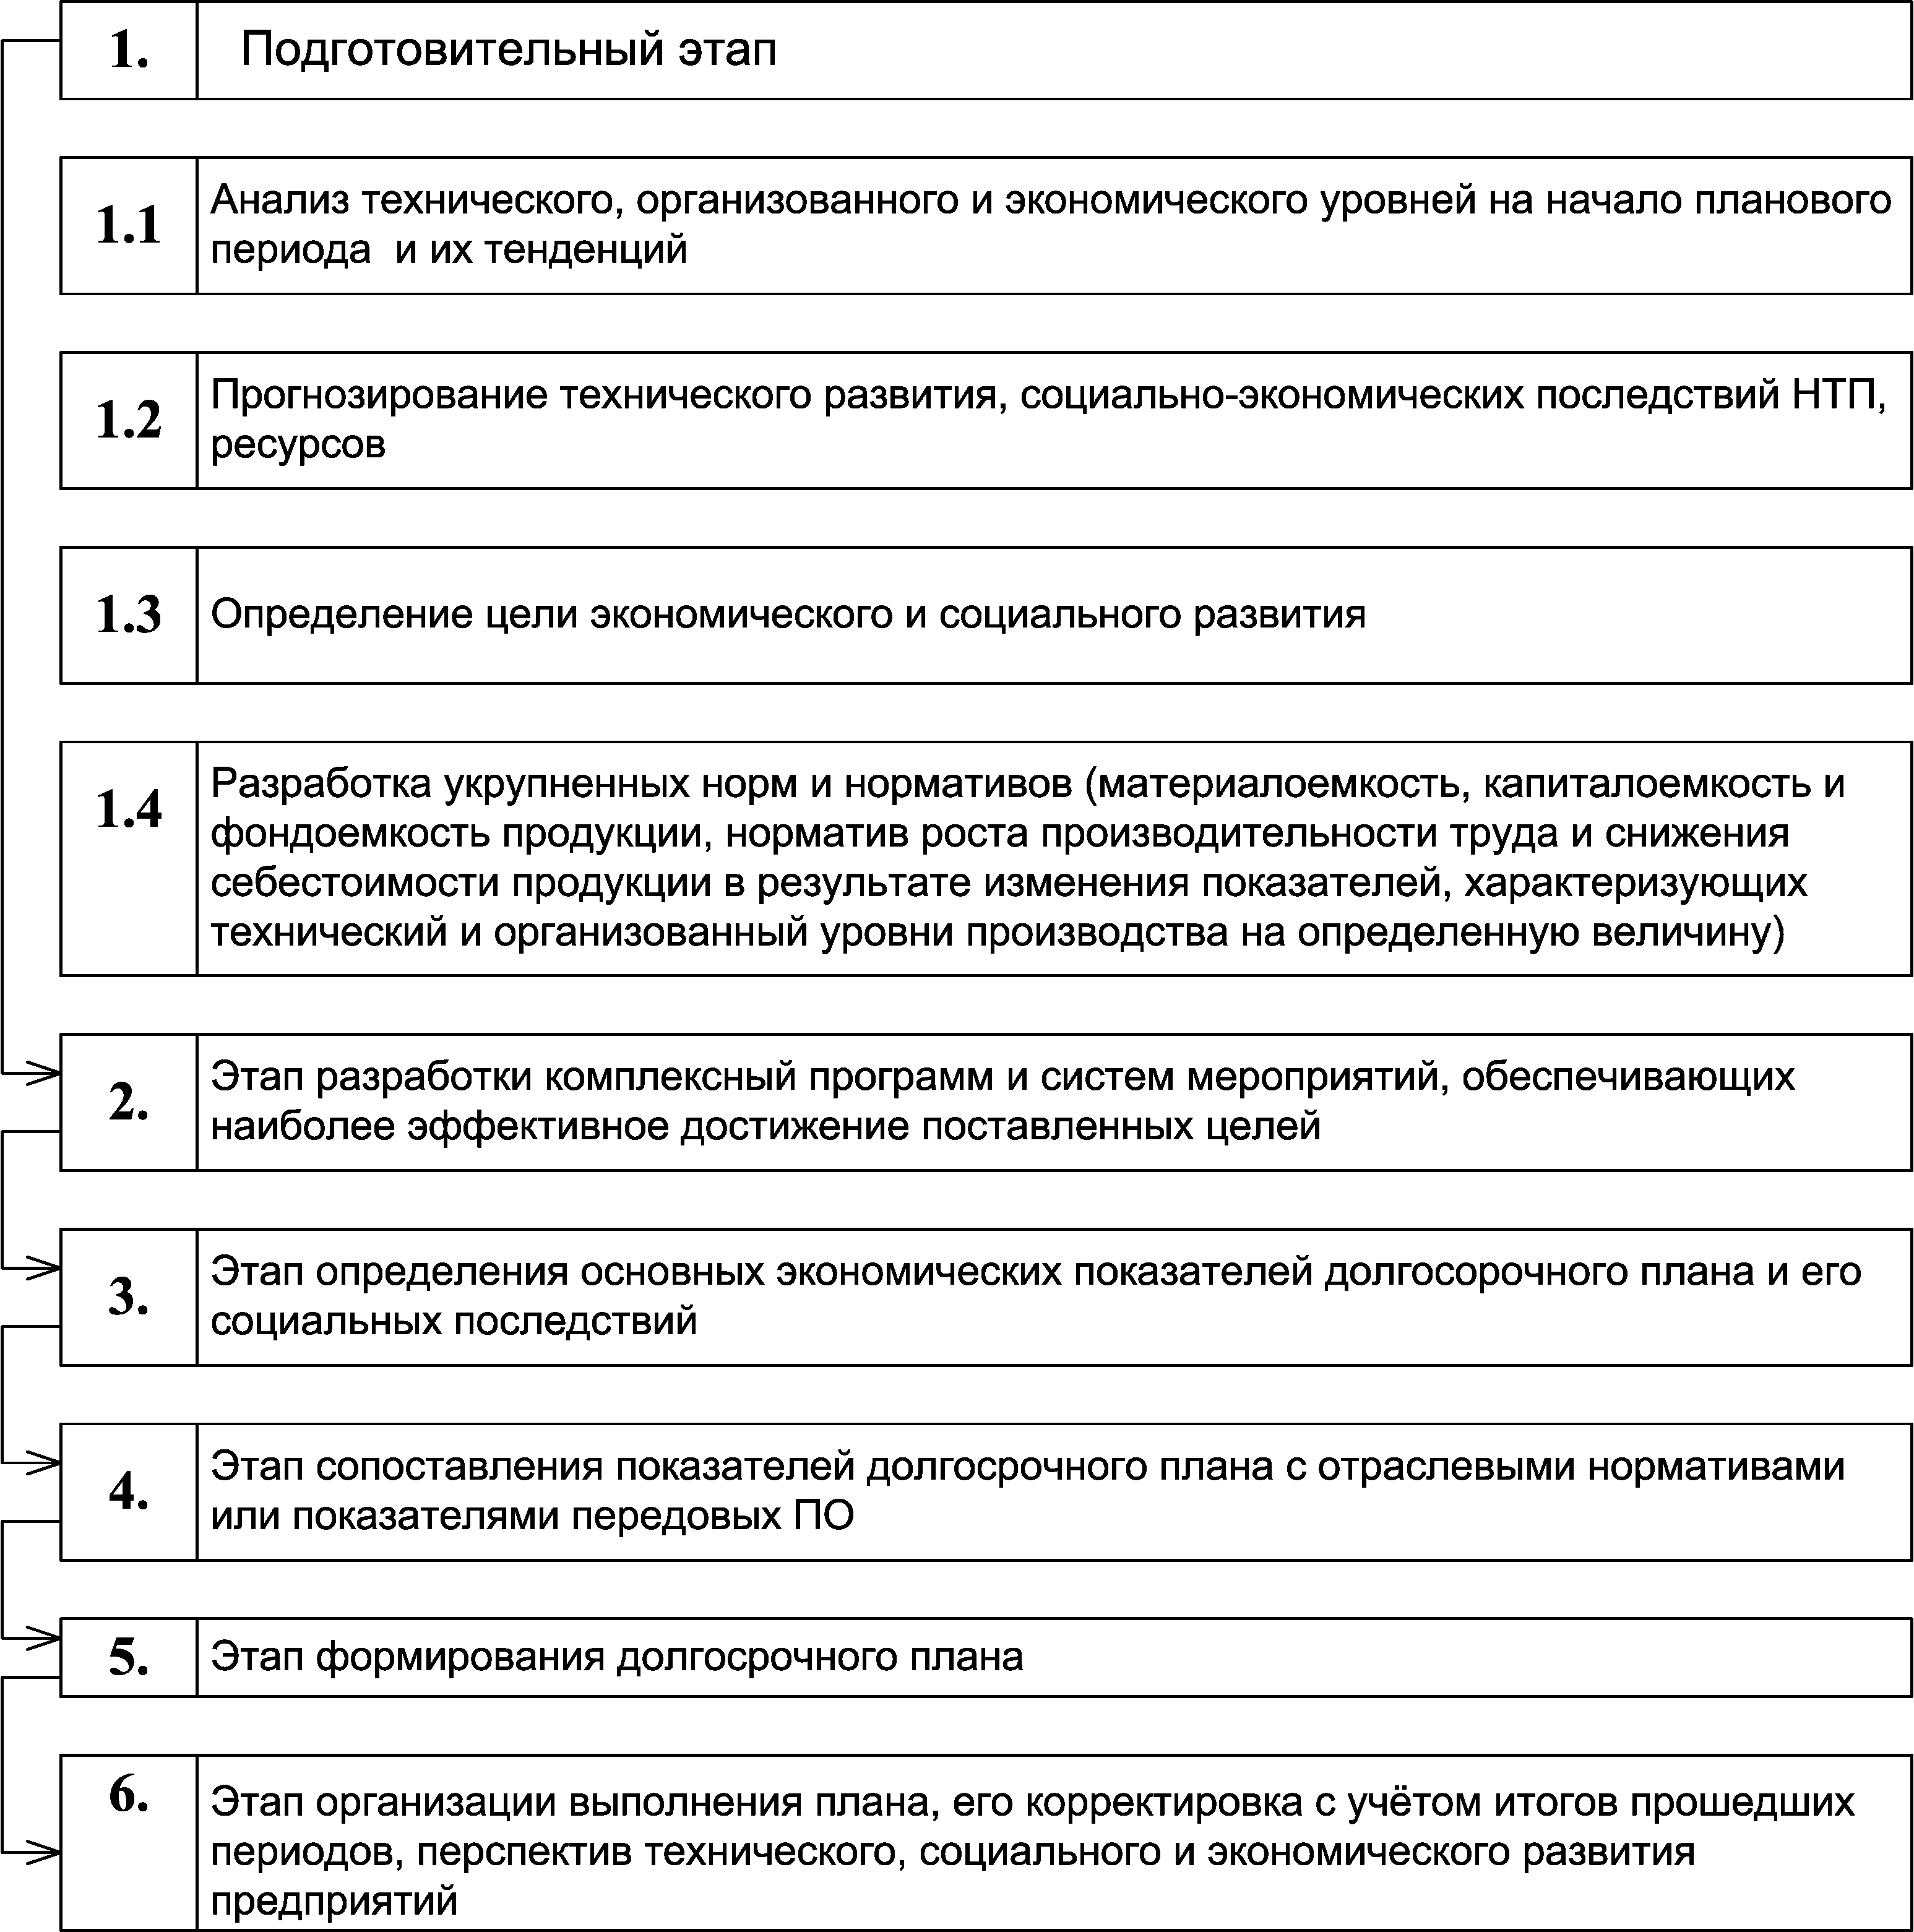 1. Подготовительный этап
1.1 Анализ технического, организованного и экономического уровней на начало планового
периода и их тенденций
1.2 Прогнозирование технического развития, социально-экономических последствий НТП,
ресурсов
1.3 Определение цели экономического и социального развития
1.4 Разработка укрупненных норм и нормативов (материалоемкость, капиталоемкость и
фондоемкость продукции, норматив роста производительности труда и снижения
себестоимости продукции в результате изменения показателей, характеризующих
технический и организованный уровни производства на определенную величину)
2. Этап разработки комплексный программ и систем мероприятий, обеспечивающих
наиболее эффективное достижение поставленных целей
3. Этап определения основных экономических показателей долгосорочного плана и его
социальных последствий
4. Этап сопоставления показателей долгосрочного плана с отраслевыми нормативами
или показателями передовых ПО
5. Этап формирования долгосрочного плана
6. Этап организации выполнения плана, его корректировка с учётом итогов прошедших
периодов, перспектив технического, социального и экономического развития
предприятий